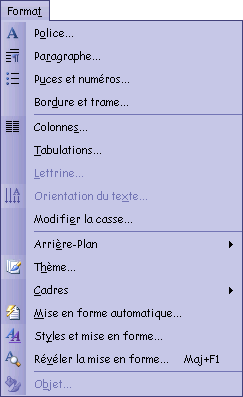 Format
Police...
Paragraphe...
Puces et numéros...
Bordure et trame...
Colonnes...
Tabulations...
Lettrine...
Orientation du texte...
Modifier la casse...
Arrière-Plan
Thème...
Cadres
Mise en forme automatique...
Styles et mise en forme...
Révéler la mise en forme... Maj+F1
Objet...